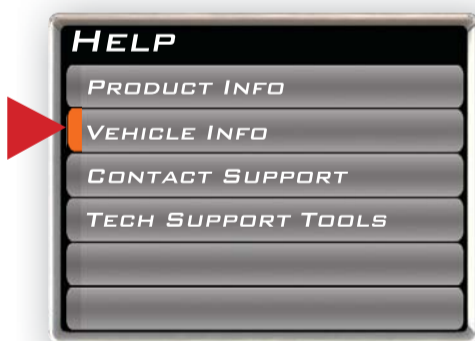 HELP
PRODUCT INFO
VEHICLE INFO
CONTACT SUPPORT
TECH SUPPORT TOOLS